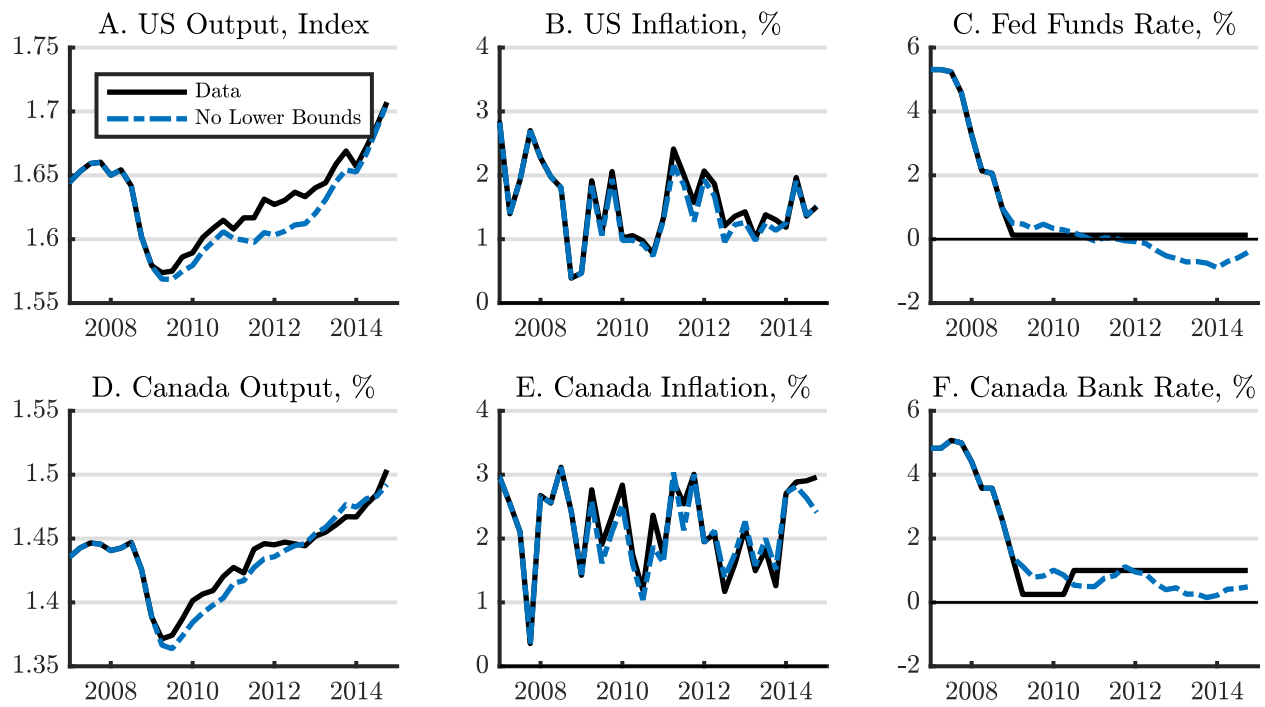 A. US Output, Index
1.75
1.7
1.65
1.6
1.55
2008 2010 2012 2014
Data
No Lower Bounds
B. US Inflation, %
4
3
2
1
0
2008 2010 2012 2014
C. Fed Funds Rate, %
6
4
2
0
-2
2008 2010 2012 2014
D. Canada Output, %
1.55
1.5
1.45
1.4
1.35
2008 2010 2012 2014
E. Canada Inflation, %
4
3
2
1
0
2008 2010 2012 2014
F. Canada Bank Rate, %
6
4
2
0
-2
2008 2010 2012 2014